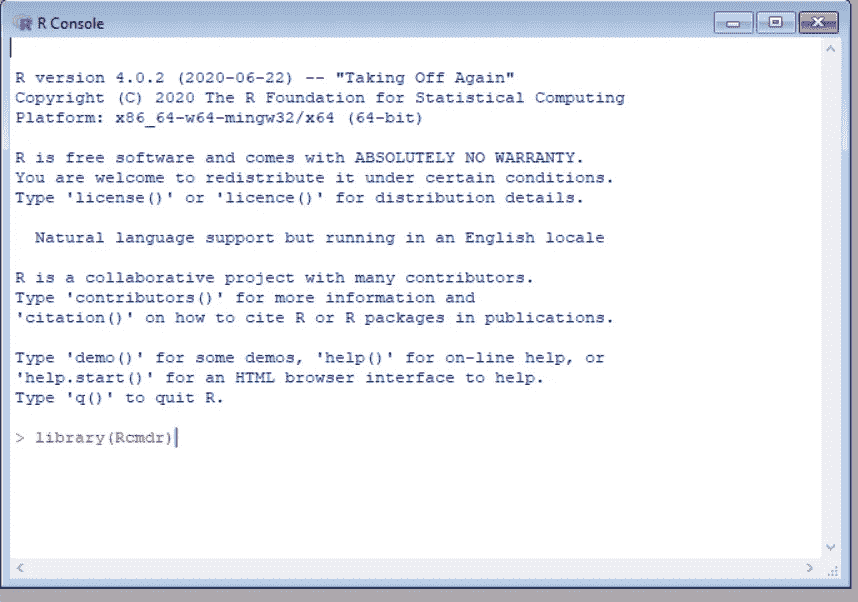 R Console
R version 4.0.2 (2020-06-22) -- "Taking Off Again"
Copyright (C) 2020 The R Foundation for Statistical Computing
Platform: x86_64-w64-mingw32/x64 (64-bit)
R is free software and comes with ABSOLUTELY NO WARRANTY.
You are welcome to redistribute it under certain conditions.
Type 'license()' or 'licence()' for distribution details.
Natural language support but running in an English locale
R is a collaborative project with many contributors.
Type 'contributors()' for more information and
'citation()' on how to cite R or R packages in publications.
Type 'demo()' for some demos, 'help()' for on-line help, or
'help.start()' for an HTML browser interface to help.
Type 'q()' to quit R.
> library(Rcmdr)